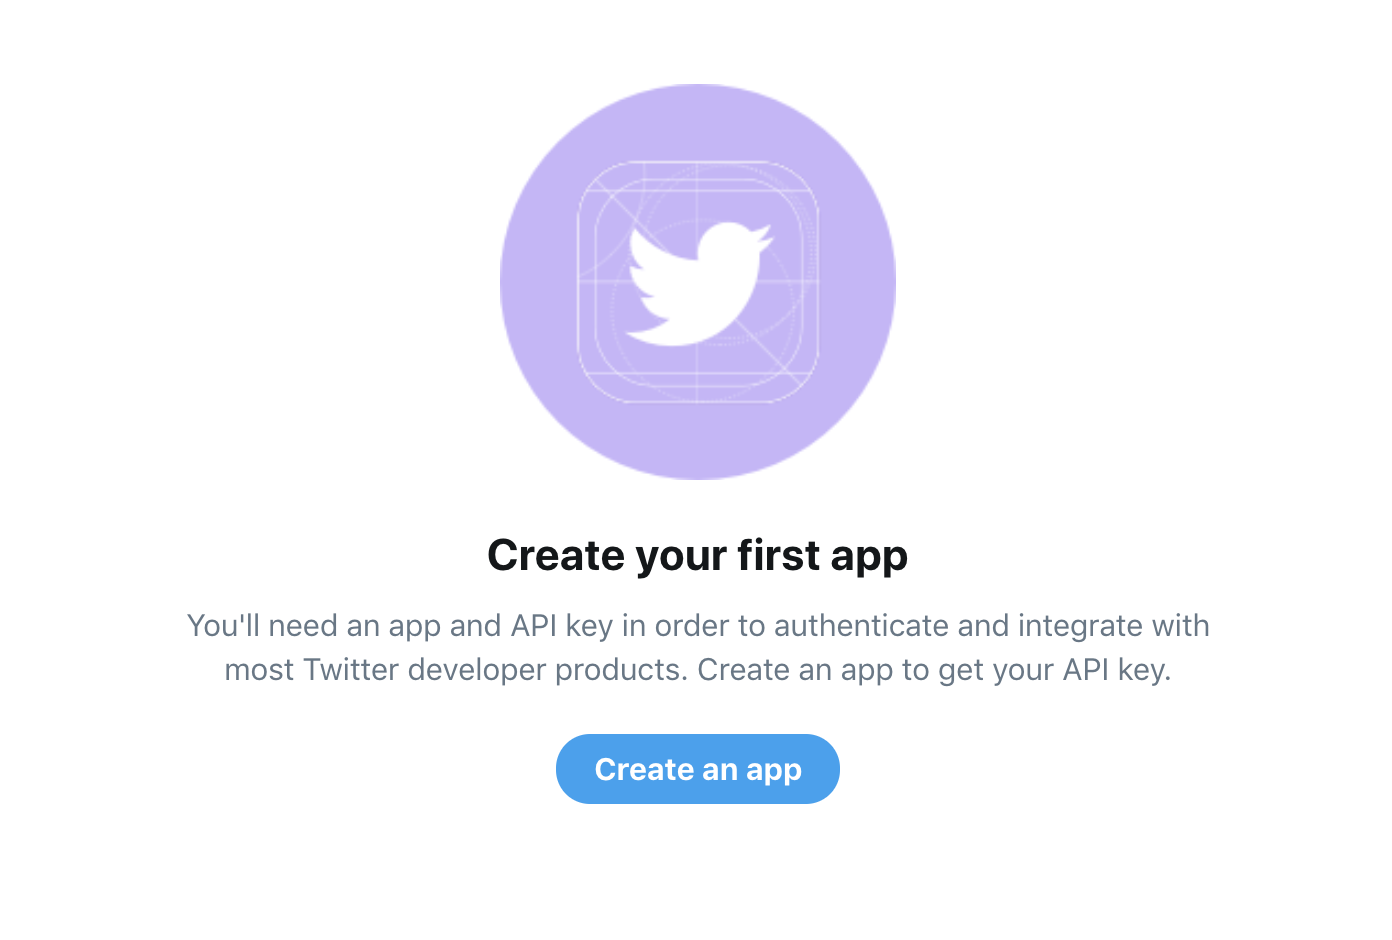 Create your first app
You'll need an app and API key in order to authenticate and integrate with
most Twitter developer products. Create an app to get your API key.
Create an app